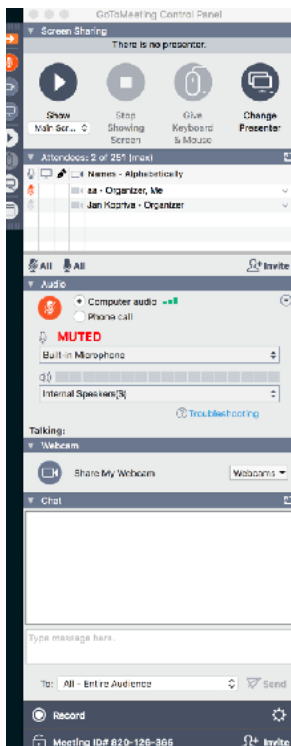 GoToMeeting Control Panel
Screen Sharing
There is no presenter.
Show
Main Scr...
Stop
Showing
Screen
Give
Keyboard
& Mouse
Change
Presenter
Attendees: 2 of 251 (max)
Names - Alphabetically
aa - Organizer, Me
Jan Kopriva - Organizer
All All Invite
Audio
Computer audio
Phone call
MUTED
Built-in Microphone
Internal Speakers(S)
Troubleshooting
Talking:
Webcam
Share My Webcam
Webcams
Chat
Type message here.
To: All - Entire Audience
Send
Record
Meeting ID# 820-126-366 Invite